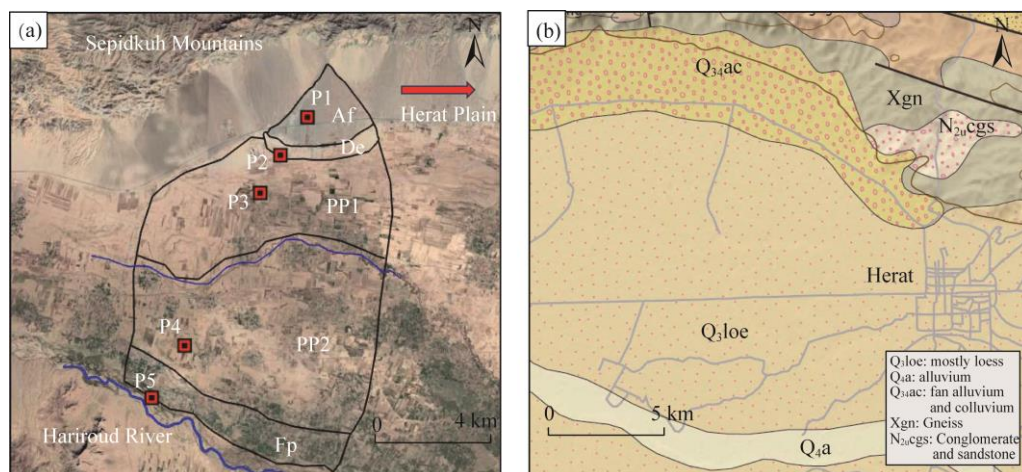 (a)
Sepidkuh Mountains
N
P1
Af
Herat Plain
De
P2
P3
PP1
P4
PP2
P5
Hariroud River
Fp
0 4 km
(b)
N
Q₃₄ac
Xgn
N₂ᵤcgs
Herat
Q₃loe
0 5 km
Q₄a
Q₃loe: mostly loess
Q₄a: alluvium
Q₃₄ac: fan alluvium
and colluvium
Xgn: Gneiss
N₂ᵤcgs: Conglomerate
and sandstone